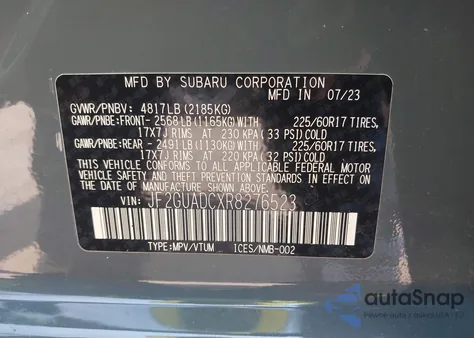 MFD BY SUBARU CORPORATION
MFD IN 07/23
GVWR/PNBV: 4817LB(2185KG)
GAWR/PNBE:FRONT- 2568LB(1165KG)WITH 225/60R17 TIRES,
17X7J RIMS AT 230 KPA(33 PSI)COLD
GAWR/PNBE:REAR - 2491LB(1130KG)WITH 225/60R17 TIRES,
17X7J RIMS AT 220 KPA(32 PSI)COLD
THIS VEHICLE CONFORMS TO ALL APPLICABLE FEDERAL MOTOR
VEHICLE SAFETY, BUMPER, AND THEFT PREVENTION STANDARDS
IN EFFECT ON THE DATE OF MANUFACTURE SHOWN ABOVE.
VIN: JF2GUADCXR8276523
TYPE:MPV/VTUM ICES/NMB-002
autoSnap